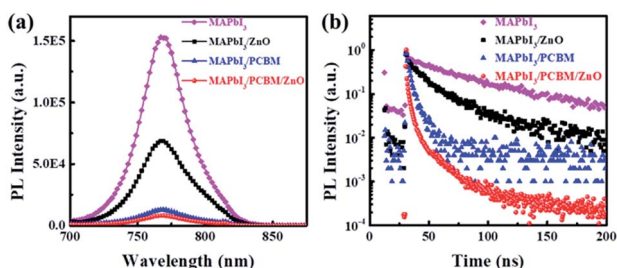 (a)
MAPbI₃
MAPbI₃/ZnO
MAPbI₃/PCBM
MAPbI₃/PCBM/ZnO
PL Intensity (a.u.)
1.5E5
1.0E5
5.0E4
0.0
700 750 800 850
Wavelength (nm)
(b)
MAPbI₃
MAPbI₃/ZnO
MAPbI₃/PCBM
MAPbI₃/PCBM/ZnO
PL Intensity (a.u.)
10⁰
10⁻¹
10⁻²
10⁻³
10⁻⁴
0 50 100 150 200
Time (ns)